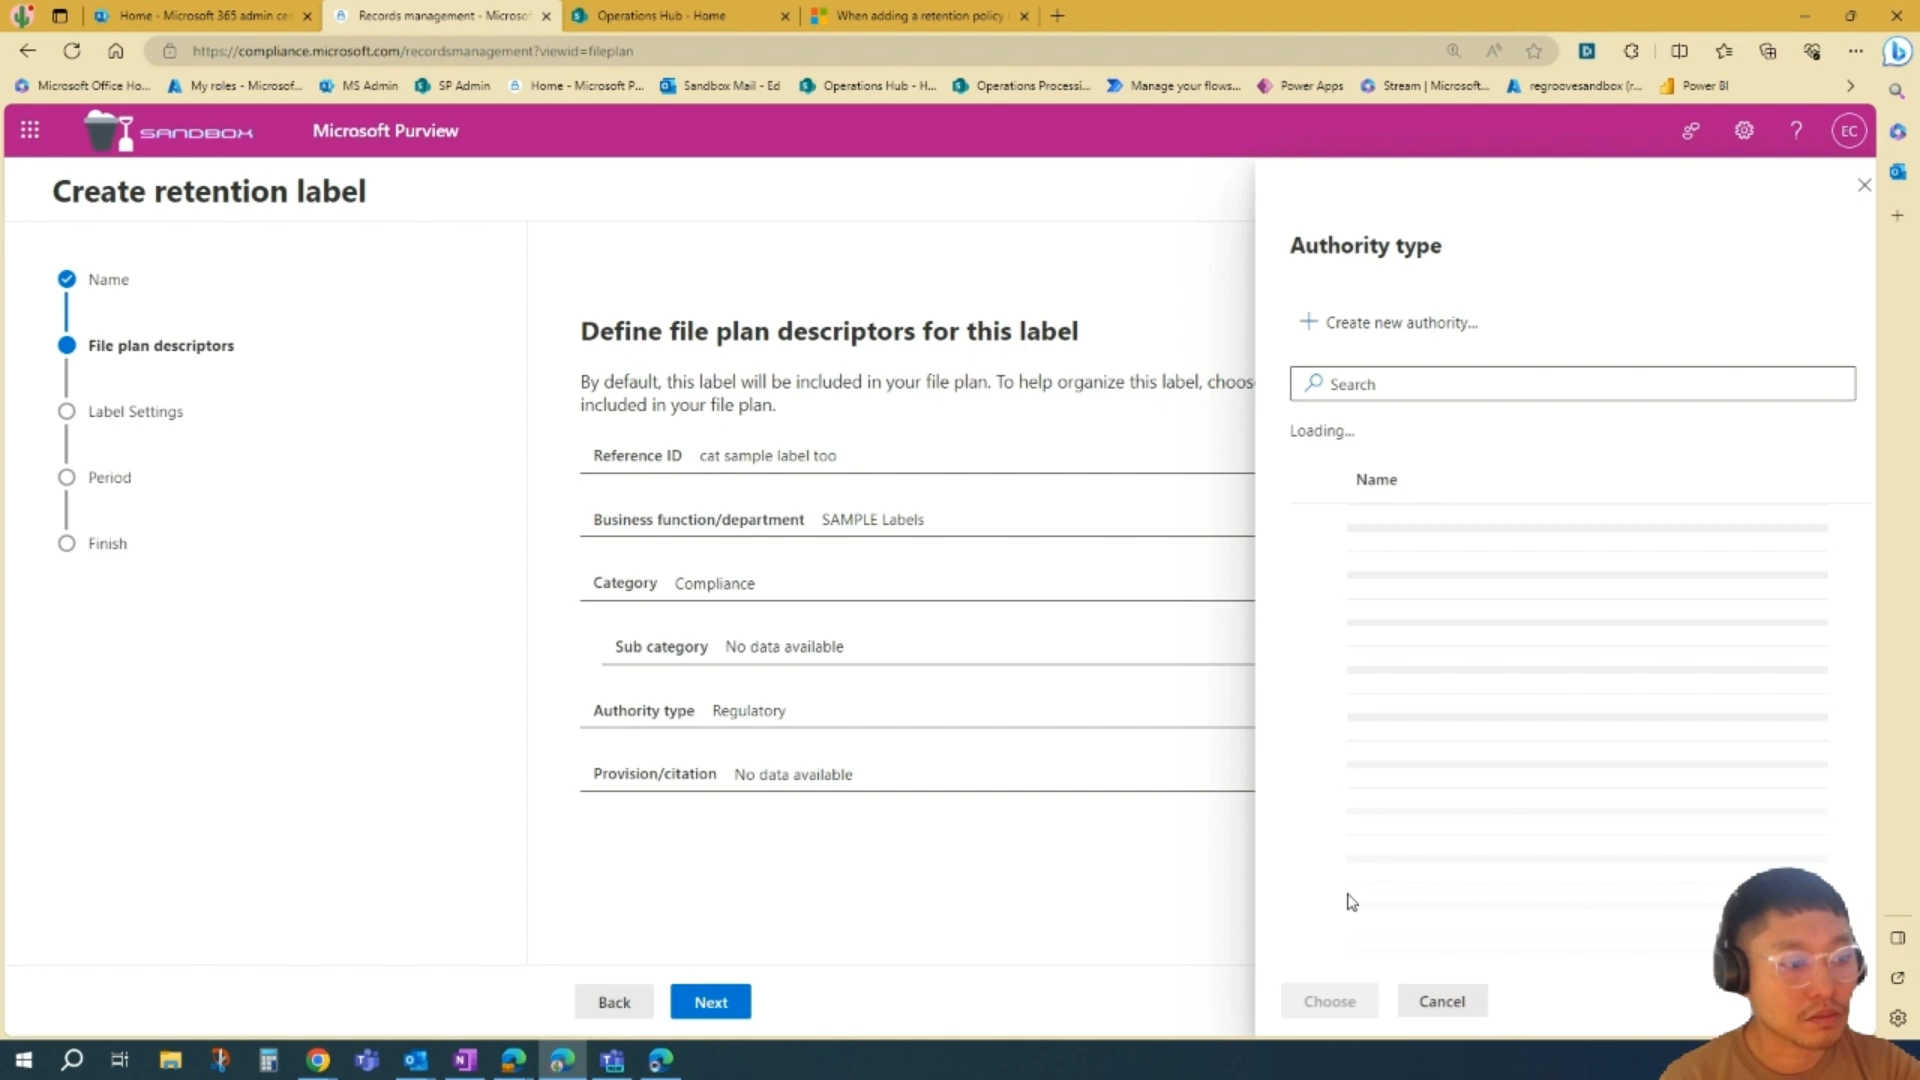 Home - Microsoft 365 admin ce
Records management - Microso
Operations Hub - Home
When adding a retention policy
https://compliance.microsoft.com/recordsmanagement?viewid=fileplan
Microsoft Office Ho...
My roles - Microsof...
MS Admin
SP Admin
Home - Microsoft P...
Sandbox Mail - Ed
Operations Hub - H...
Operations Processi...
Manage your flows...
Power Apps
Stream | Microsoft...
regroovesandbox (r...
Power BI
SANDBOX
Microsoft Purview
EC
Create retention label
Name
File plan descriptors
Label Settings
Period
Finish
Define file plan descriptors for this label
By default, this label will be included in your file plan. To help organize this label, choos
included in your file plan.
Reference ID cat sample label too
Business function/department SAMPLE Labels
Category Compliance
Sub category No data available
Authority type Regulatory
Provision/citation No data available
Back
Next
Authority type
Create new authority...
Search
Loading...
Name
Choose
Cancel